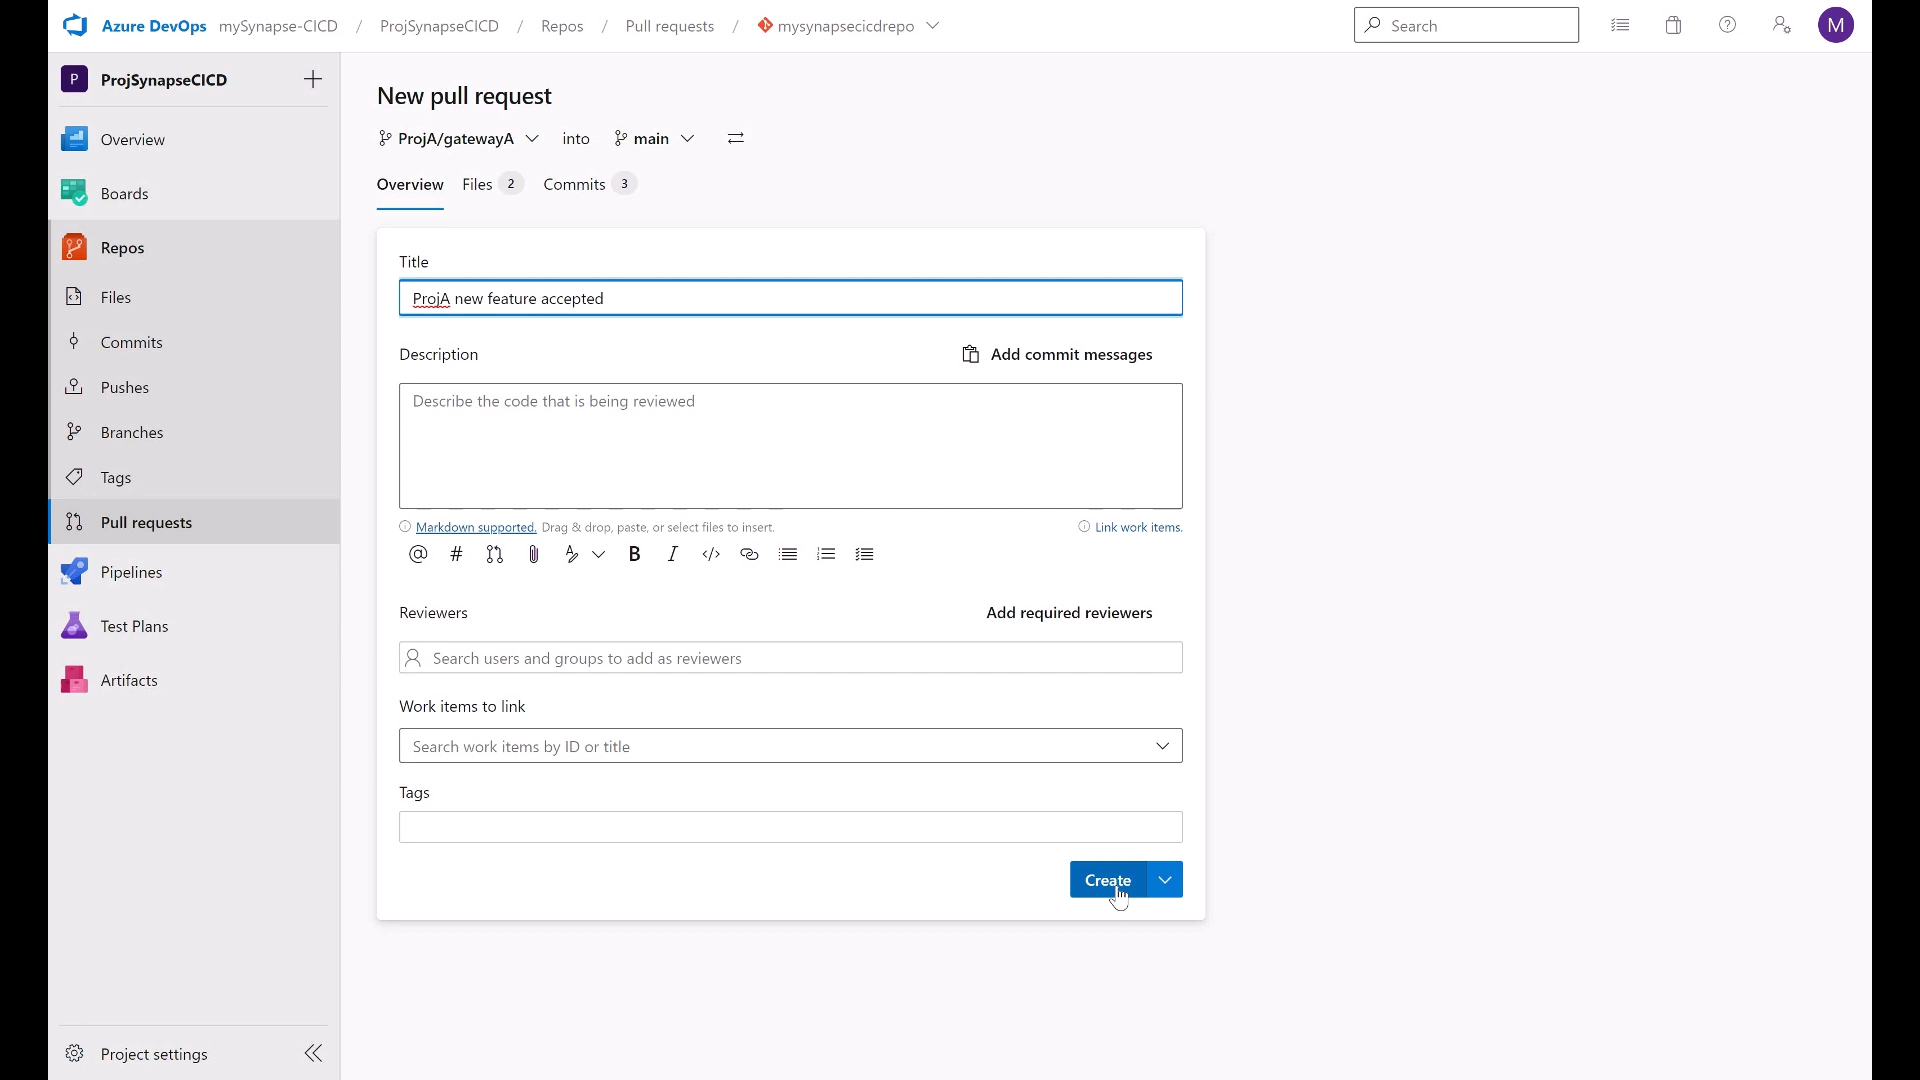 Azure DevOps mySynapse-CICD / ProjSynapseCICD / Repos / Pull requests / mysynapsecicdrepo Search M
P ProjSynapseCICD
Overview
Boards
Repos
Files
Commits
Pushes
Branches
Tags
Pull requests
Pipelines
Test Plans
Artifacts
Project settings
New pull request
ProjA/gatewayA into main
Overview Files 2 Commits 3
Title
ProjA new feature accepted
Description Add commit messages
Describe the code that is being reviewed
Markdown supported. Drag & drop, paste, or select files to insert. Link work items.
Reviewers Add required reviewers
Search users and groups to add as reviewers
Work items to link
Search work items by ID or title
Tags
Create